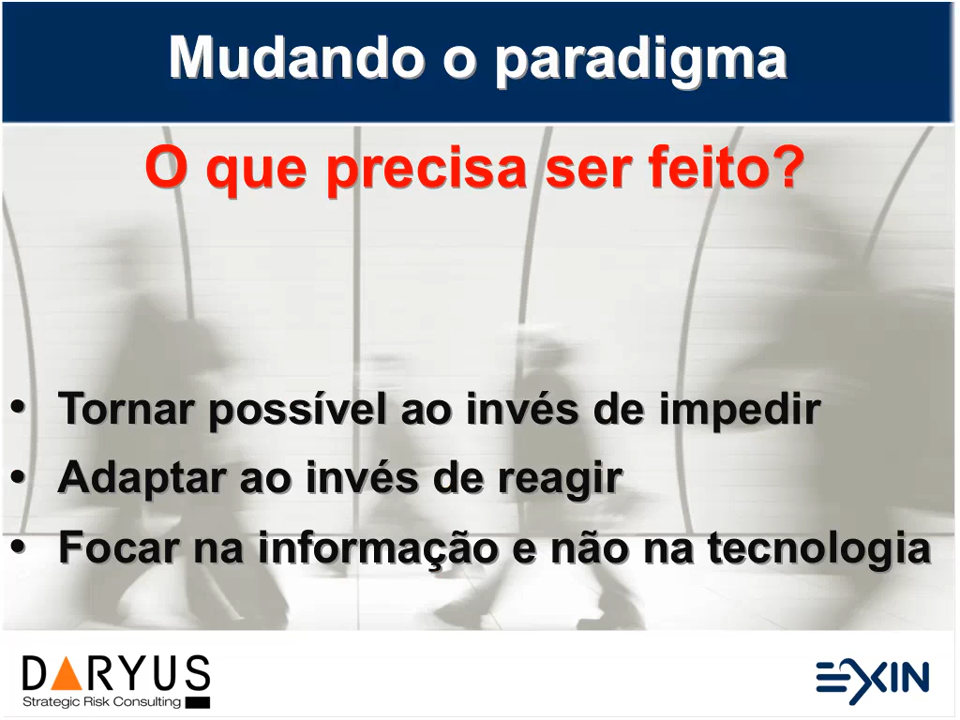 Mudando o paradigma
O que precisa ser feito?
• Tornar possível ao invés de impedir
• Adaptar ao invés de reagir
• Focar na informação e não na tecnologia
DARYUS
Strategic Risk Consulting
EXIN